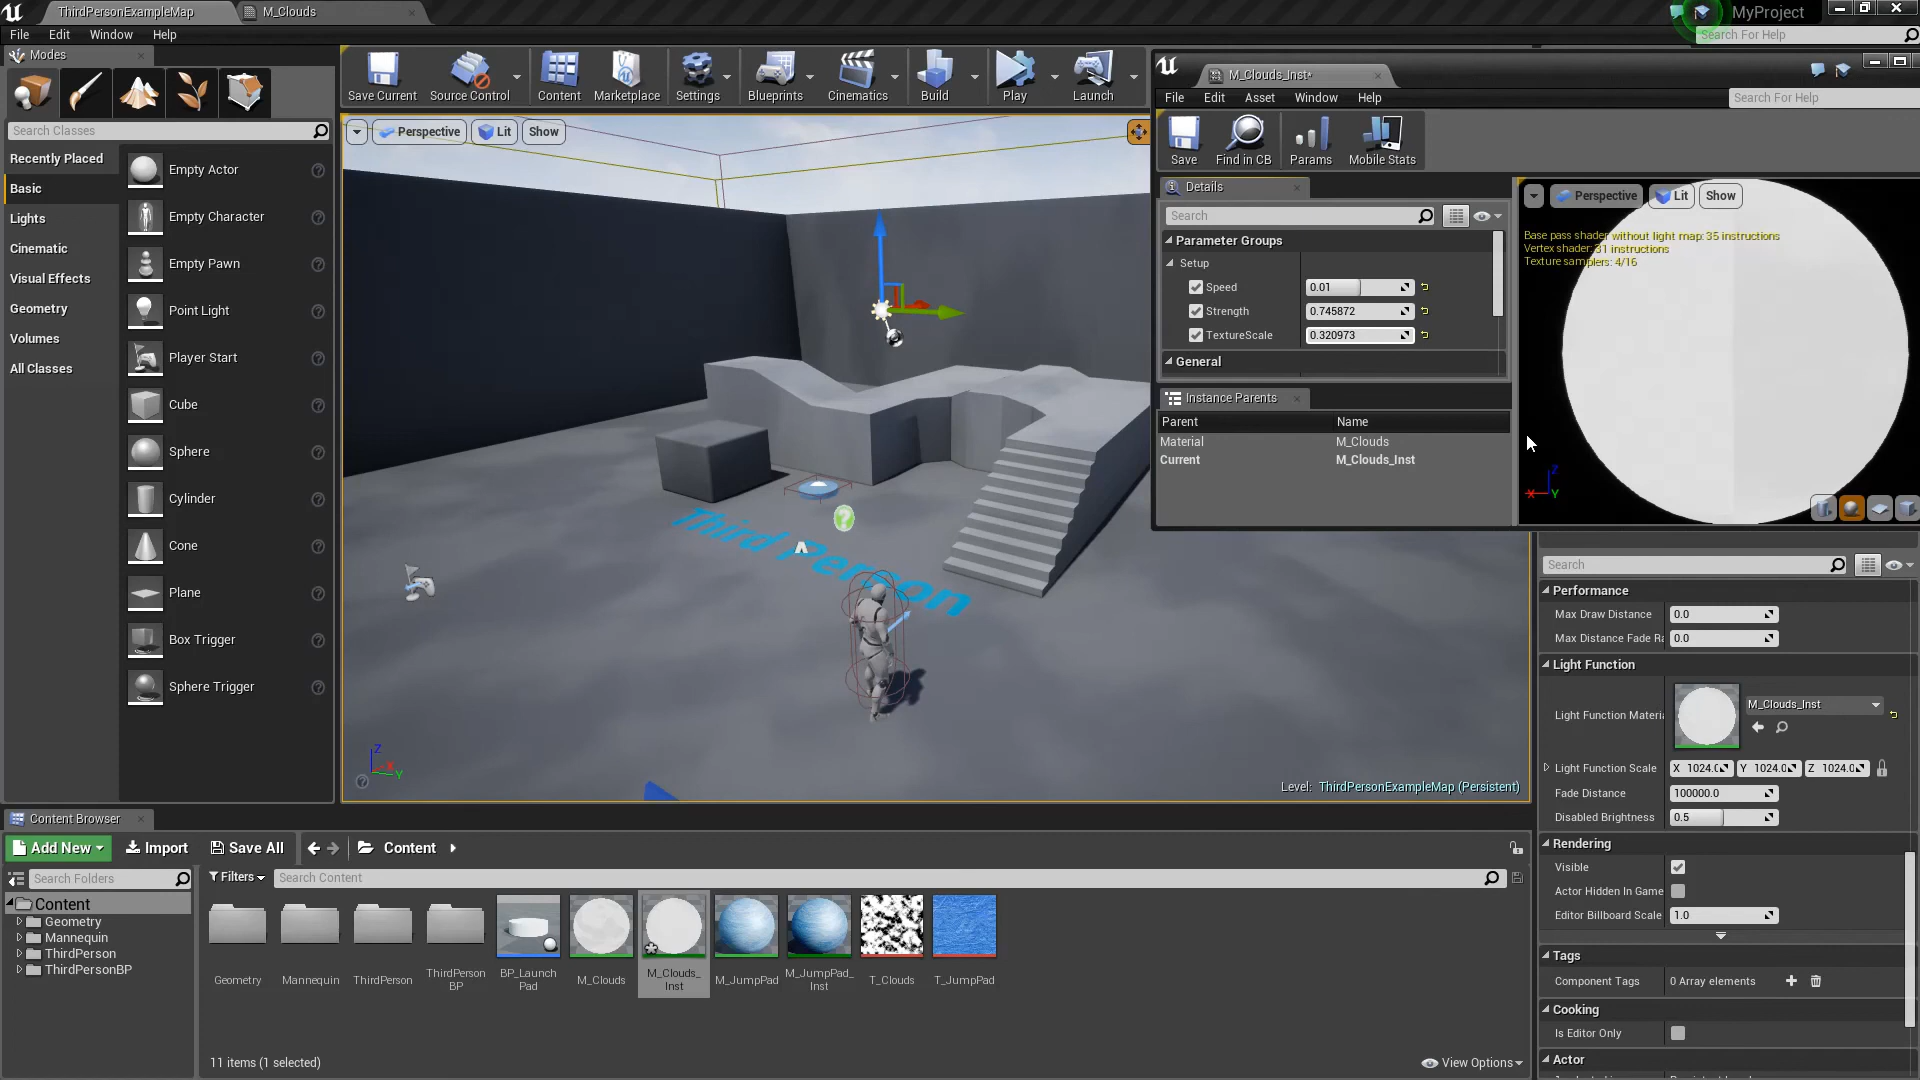 ThirdPersonExampleMap
M_Clouds
MyProject
File Edit Window Help
Search For Help
Modes
Search Classes
Recently Placed
Basic
Lights
Cinematic
Visual Effects
Geometry
Volumes
All Classes
Empty Actor
Empty Character
Empty Pawn
Point Light
Player Start
Cube
Sphere
Cylinder
Cone
Plane
Box Trigger
Sphere Trigger
Save Current
Source Control
Content
Marketplace
Settings
Blueprints
Cinematics
Build
Play
Launch
Perspective Lit Show
Third Person
Z
X
Y
Level: ThirdPersonExampleMap (Persistent)
M_Clouds_Inst*
File Edit Asset Window Help
Search For Help
Save
Find in CB
Params
Mobile Stats
Details
Search
Parameter Groups
Setup
Speed 0.01
Strength 0.745872
TextureScale 0.320973
General
Instance Parents
Parent Name
Material M_Clouds
Current M_Clouds_Inst
Perspective Lit Show
Base pass shader without light map: 35 instructions
Vertex shader: 31 instructions
Texture samplers: 4/16
Z
X
Y
Search
Performance
Max Draw Distance 0.0
Max Distance Fade Ra 0.0
Light Function
Light Function Materia M_Clouds_Inst
Light Function Scale X 1024.0 Y 1024.0 Z 1024.0
Fade Distance 100000.0
Disabled Brightness 0.5
Rendering
Visible
Actor Hidden In Game
Editor Billboard Scale 1.0
Tags
Component Tags 0 Array elements
Cooking
Is Editor Only
Actor
Content Browser
Add New Import Save All Content
Search Folders
Filters Search Content
Content
Geometry
Mannequin
ThirdPerson
ThirdPersonBP
Geometry
Mannequin
ThirdPerson
ThirdPerson
BP
BP_Launch
Pad
M_Clouds
M_Clouds_
Inst
M_JumpPad
M_JumpPad_
Inst
T_Clouds
T_JumpPad
11 items (1 selected)
View Options